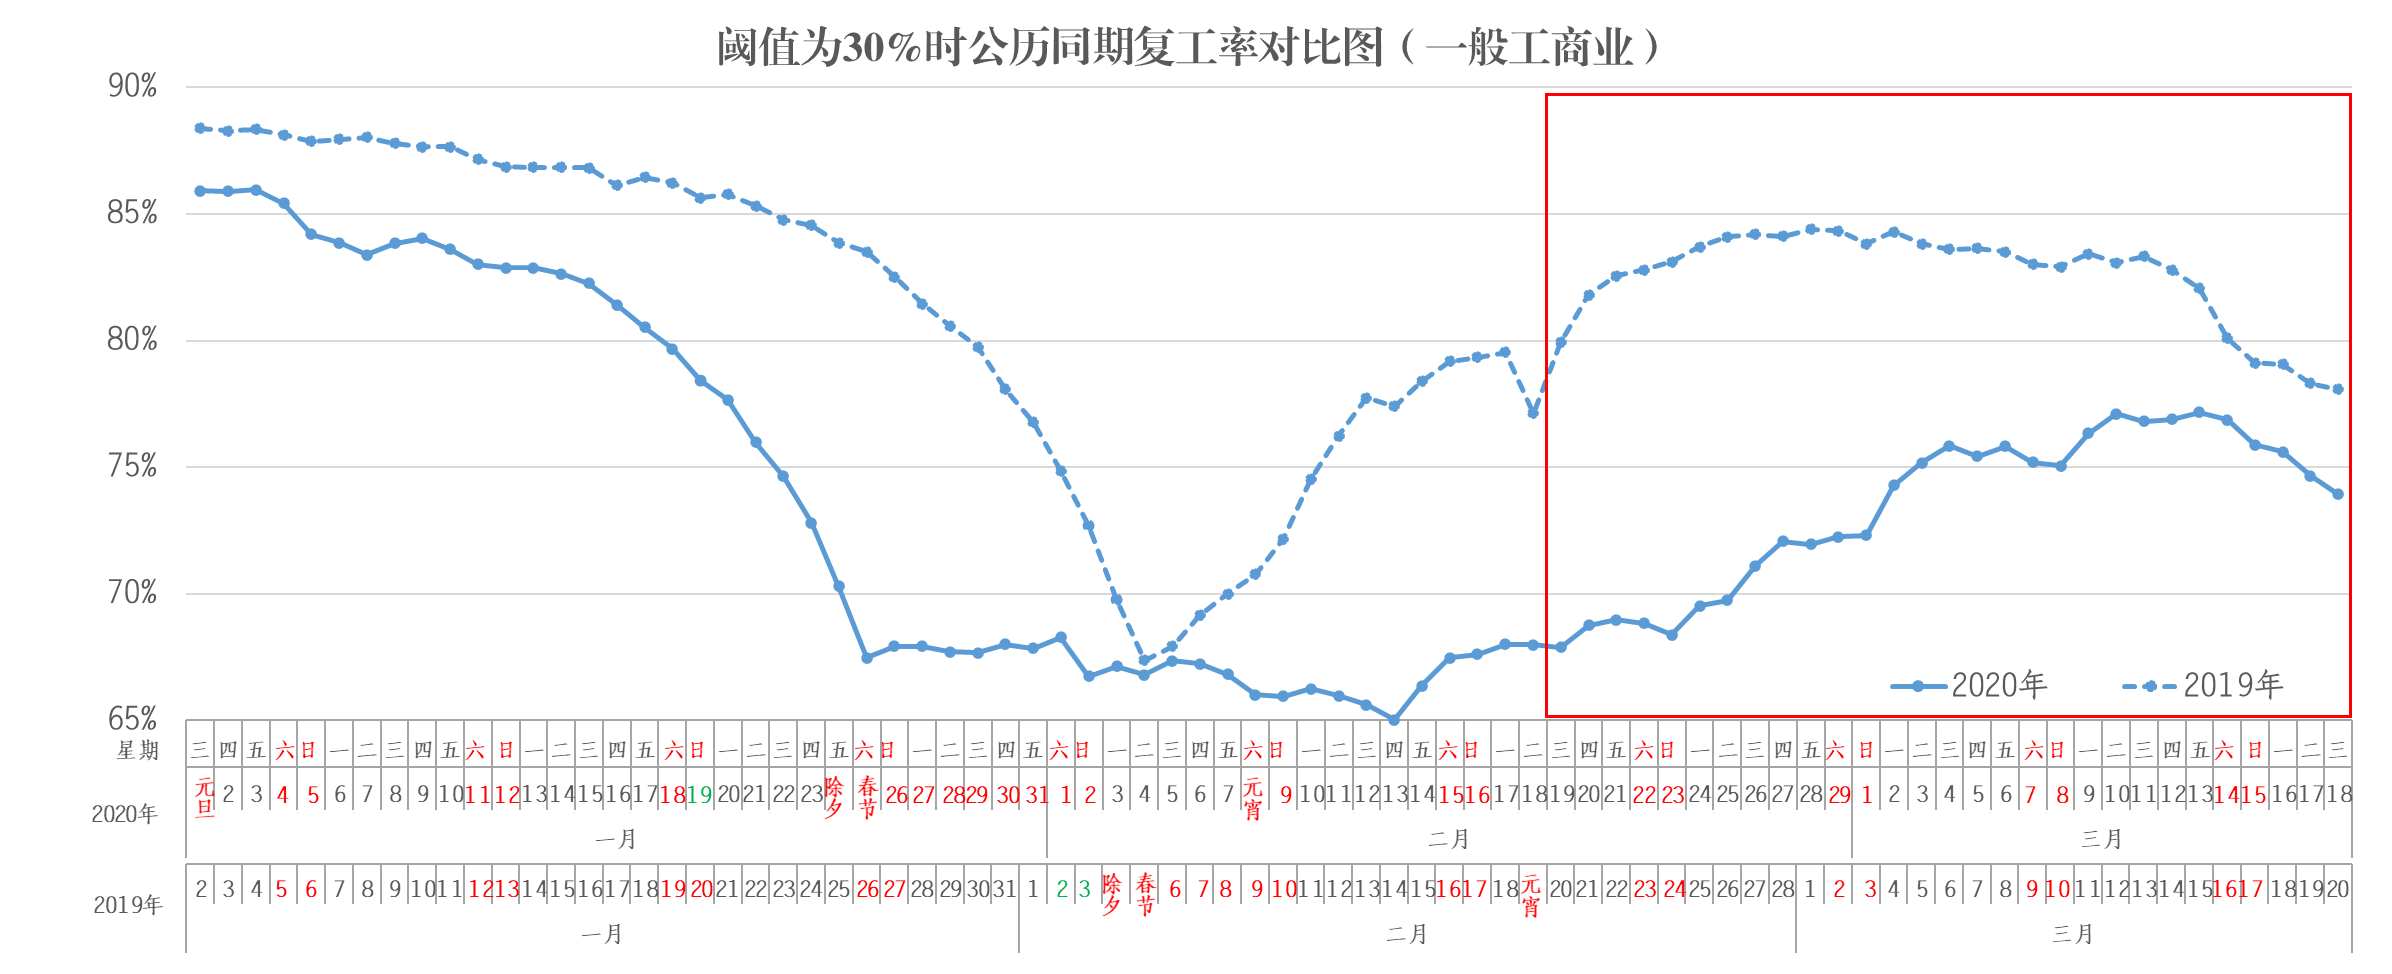 阈值为30%时公历同期复工率对比图（一般工商业）
90%
85%
80%
75%
70%
65%
2020年 2019年
星期 三 四 五 六 日 一 二 三 四 五 六 日 一 二 三 四 五 六 日 一 二 三 四 五 六 日 一 二 三 四 五 六 日 一 二 三 四 五 六 日 一 二 三 四 五 六 日 一 二 三 四 五 六 日 一 二 三 四 五 六 日 一 二 三 四 五 六 日 一 二 三 四 五 六 日 一 二 三
2020年 元旦 2 3 4 5 6 7 8 9 10 11 12 13 14 15 16 17 18 19 20 21 22 23 除夕 春节 26 27 28 29 30 31 1 2 3 4 5 6 7 元宵 9 10 11 12 13 14 15 16 17 18 19 20 21 22 23 24 25 26 27 28 29 1 2 3 4 5 6 7 8 9 10 11 12 13 14 15 16 17 18
一月 二月 三月
2019年 2 3 4 5 6 7 8 9 10 11 12 13 14 15 16 17 18 19 20 21 22 23 24 25 26 27 28 29 30 31 1 2 3 除夕 春节 6 7 8 9 10 11 12 13 14 15 16 17 18 元宵 20 21 22 23 24 25 26 27 28 1 2 3 4 5 6 7 8 9 10 11 12 13 14 15 16 17 18 19 20
一月 二月 三月